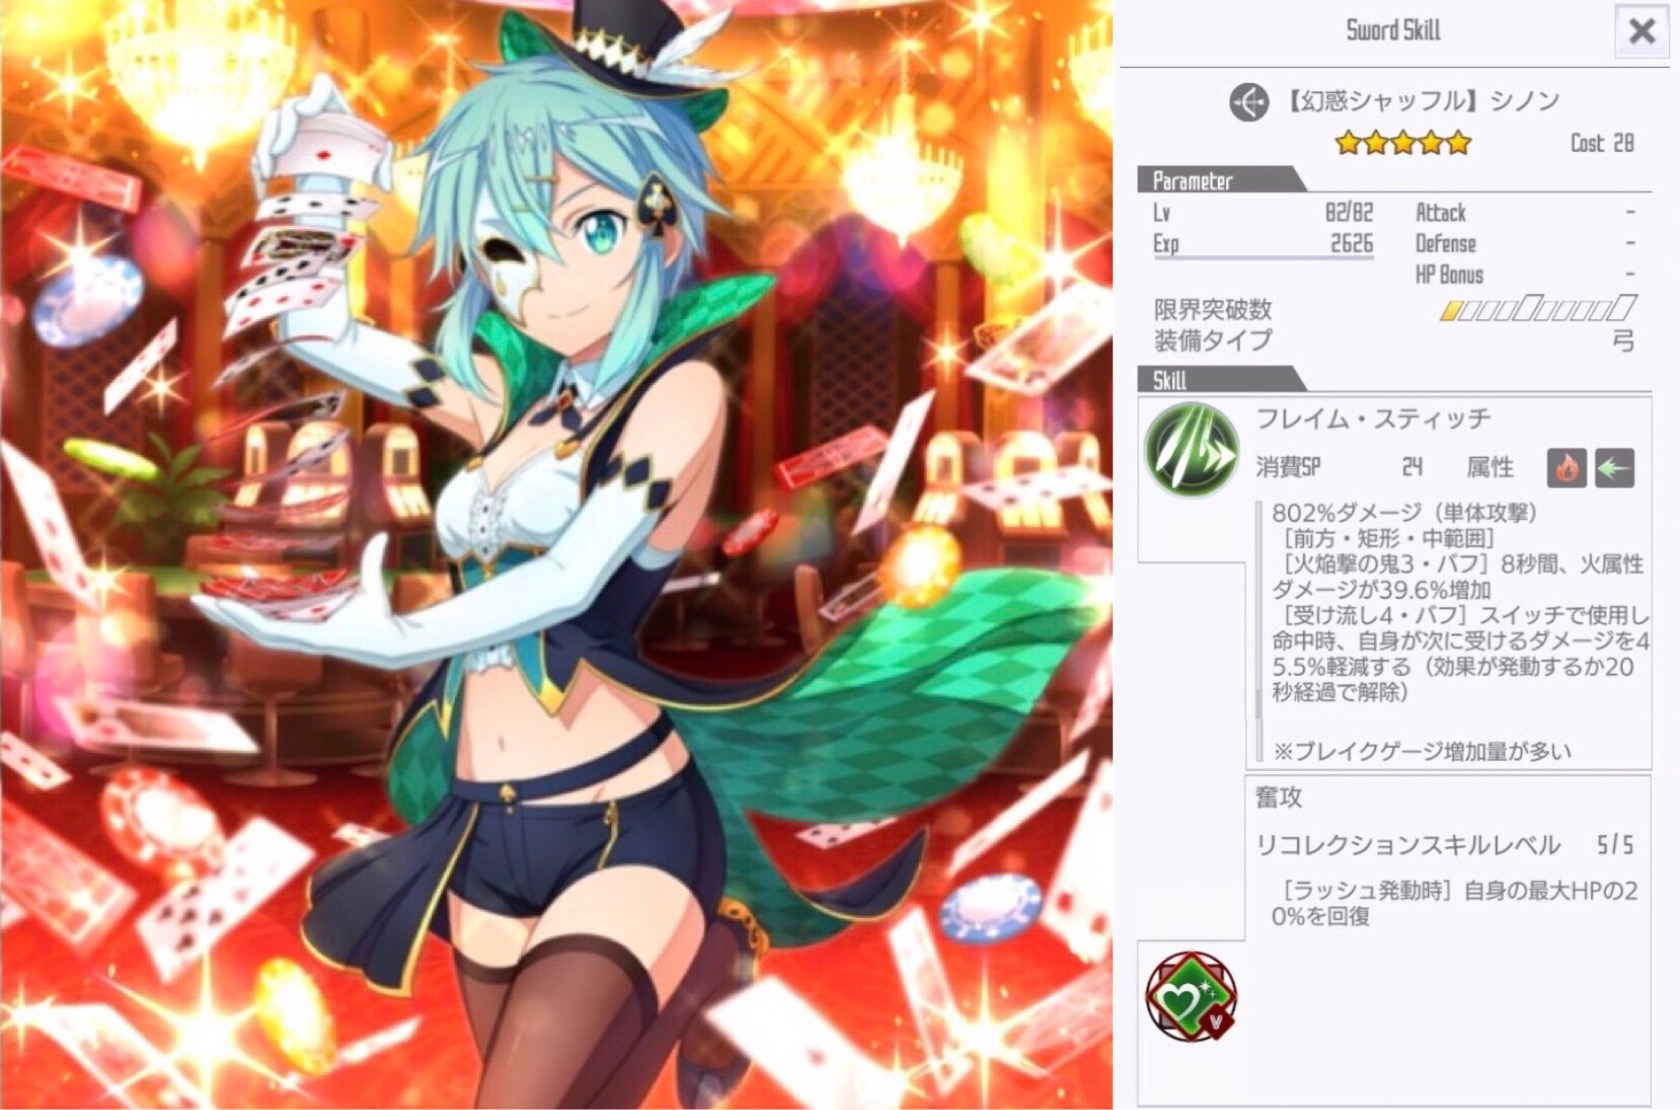 Sword Skill
【幻惑シャッフル】シノン
Cost 28
Parameter
Lv 82/82 Attack -
Exp 2626 Defense -
HP Bonus -
限界突破数
装備タイプ 弓
Skill
フレイム・スティッチ
消費SP 24 属性
802%ダメージ（単体攻撃）
［前方・矩形・中範囲］
［火焔撃の鬼3・バフ］8秒間、火属性
ダメージが39.6%増加
［受け流し4・バフ］スイッチで使用し
命中時、自身が次に受けるダメージを4
5.5%軽減する（効果が発動するか20
秒経過で解除）
※ブレイクゲージ増加量が多い
奮攻
リコレクションスキルレベル 5/5
［ラッシュ発動時］自身の最大HPの2
0%を回復
V